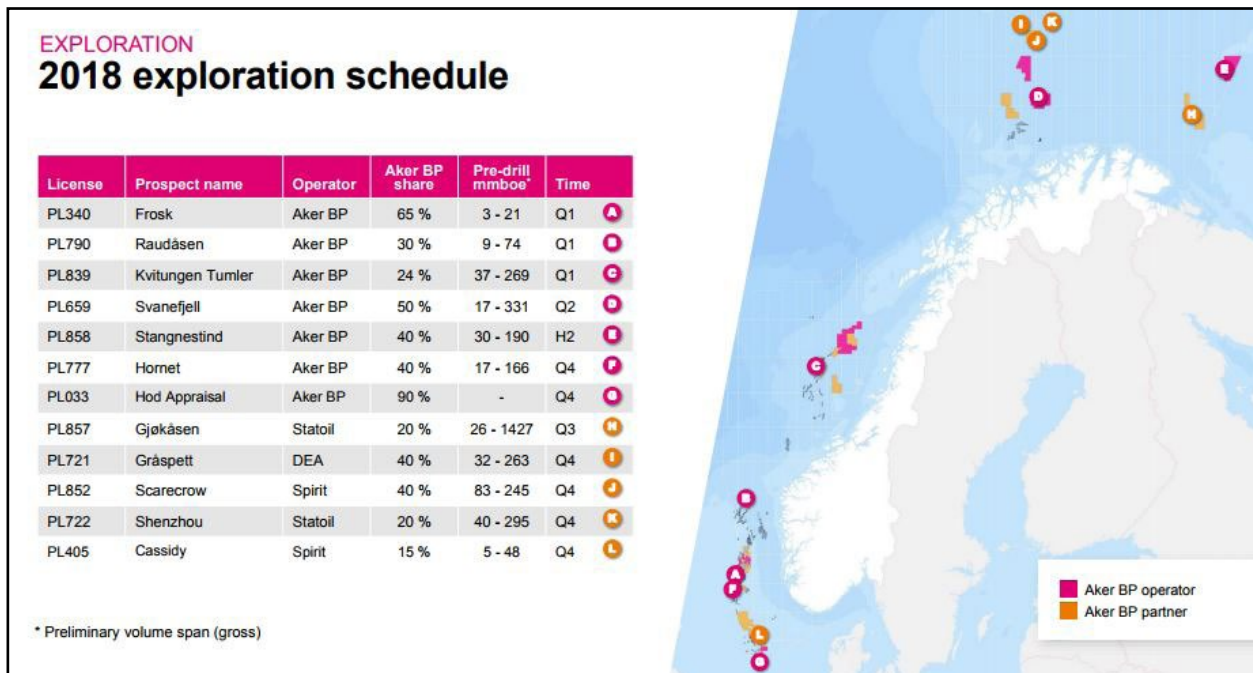 EXPLORATION
2018 exploration schedule
License Prospect name Operator Aker BP share Pre-drill mmboe* Time
PL340 Frosk Aker BP 65 % 3 - 21 Q1 A
PL790 Raudåsen Aker BP 30 % 9 - 74 Q1 B
PL839 Kvitungen Tumler Aker BP 24 % 37 - 269 Q1 C
PL659 Svanefjell Aker BP 50 % 17 - 331 Q2 D
PL858 Stangnestind Aker BP 40 % 30 - 190 H2 E
PL777 Hornet Aker BP 40 % 17 - 166 Q4 F
PL033 Hod Appraisal Aker BP 90 % - Q4 G
PL857 Gjøkåsen Statoil 20 % 26 - 1427 Q3 H
PL721 Gråspett DEA 40 % 32 - 263 Q4 I
PL852 Scarecrow Spirit 40 % 83 - 245 Q4 J
PL722 Shenzhou Statoil 20 % 40 - 295 Q4 K
PL405 Cassidy Spirit 15 % 5 - 48 Q4 L
* Preliminary volume span (gross)
I
K
J
E
D
H
C
B
A
F
L
G
Aker BP operator
Aker BP partner